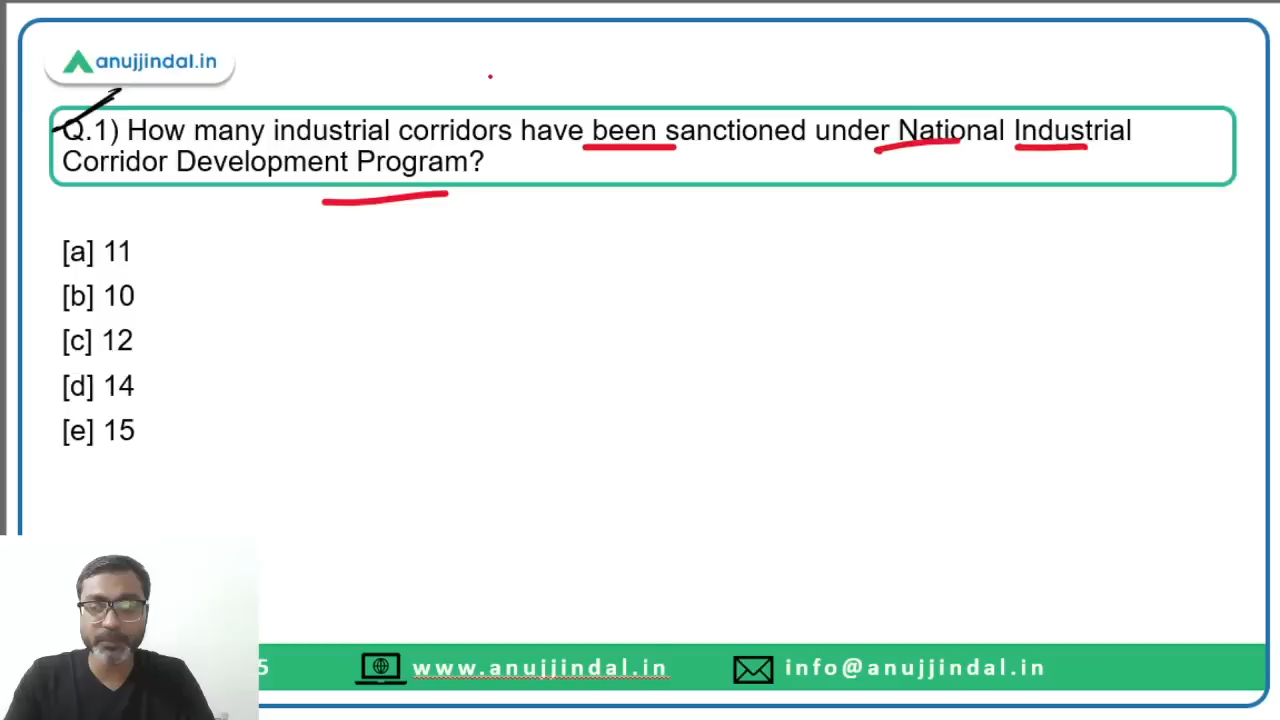 anujjindal.in
Q.1) How many industrial corridors have been sanctioned under National Industrial
Corridor Development Program?
[a] 11
[b] 10
[c] 12
[d] 14
[e] 15
5
www.anujjindal.in
info@anujjindal.in